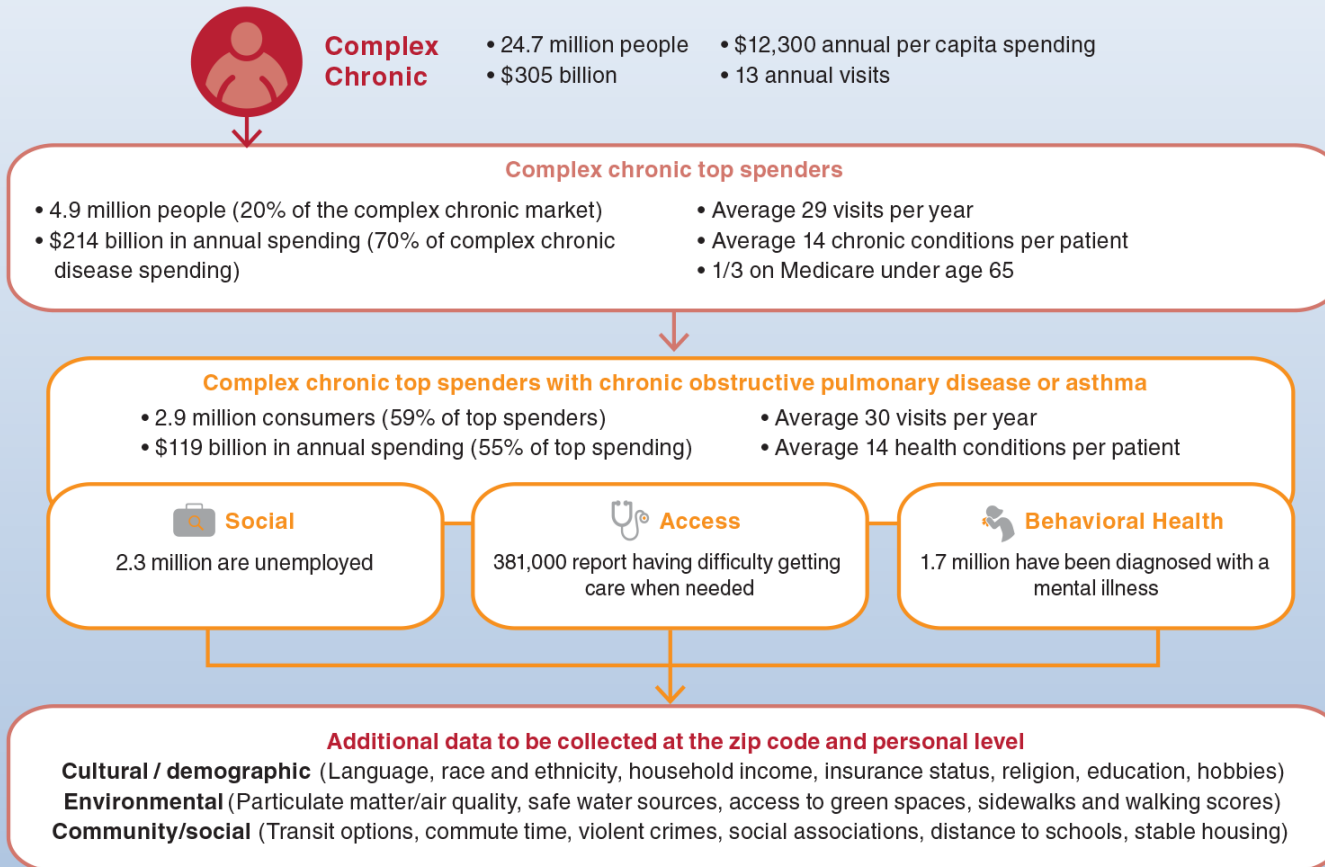 Complex
Chronic
• 24.7 million people
• $305 billion
• $12,300 annual per capita spending
• 13 annual visits
Complex chronic top spenders
• 4.9 million people (20% of the complex chronic market)
• $214 billion in annual spending (70% of complex chronic
disease spending)
• Average 29 visits per year
• Average 14 chronic conditions per patient
• 1/3 on Medicare under age 65
Complex chronic top spenders with chronic obstructive pulmonary disease or asthma
• 2.9 million consumers (59% of top spenders)
• $119 billion in annual spending (55% of top spending)
• Average 30 visits per year
• Average 14 health conditions per patient
Social
2.3 million are unemployed
Access
381,000 report having difficulty getting
care when needed
Behavioral Health
1.7 million have been diagnosed with a
mental illness
Additional data to be collected at the zip code and personal level
Cultural / demographic (Language, race and ethnicity, household income, insurance status, religion, education, hobbies)
Environmental (Particulate matter/air quality, safe water sources, access to green spaces, sidewalks and walking scores)
Community/social (Transit options, commute time, violent crimes, social associations, distance to schools, stable housing)